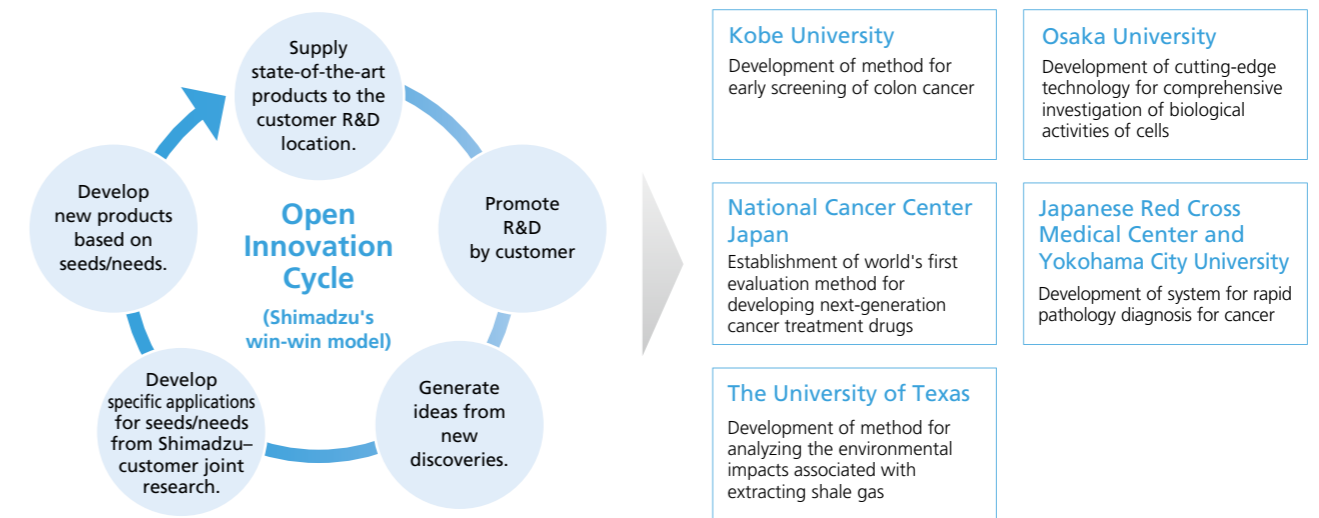 Supply
state-of-the-art
products to the
customer R&D
location.
Promote
R&D
by customer
Generate
ideas from
new
discoveries.
Develop
specific applications
for seeds/needs
from Shimadzu–
customer joint
research.
Develop
new products
based on
seeds/needs.
Open
Innovation
Cycle
(Shimadzu's
win-win model)
Kobe University
Development of method for
early screening of colon cancer
Osaka University
Development of cutting-edge
technology for comprehensive
investigation of biological
activities of cells
National Cancer Center
Japan
Establishment of world's first
evaluation method for
developing next-generation
cancer treatment drugs
Japanese Red Cross
Medical Center and
Yokohama City University
Development of system for rapid
pathology diagnosis for cancer
The University of Texas
Development of method for
analyzing the environmental
impacts associated with
extracting shale gas